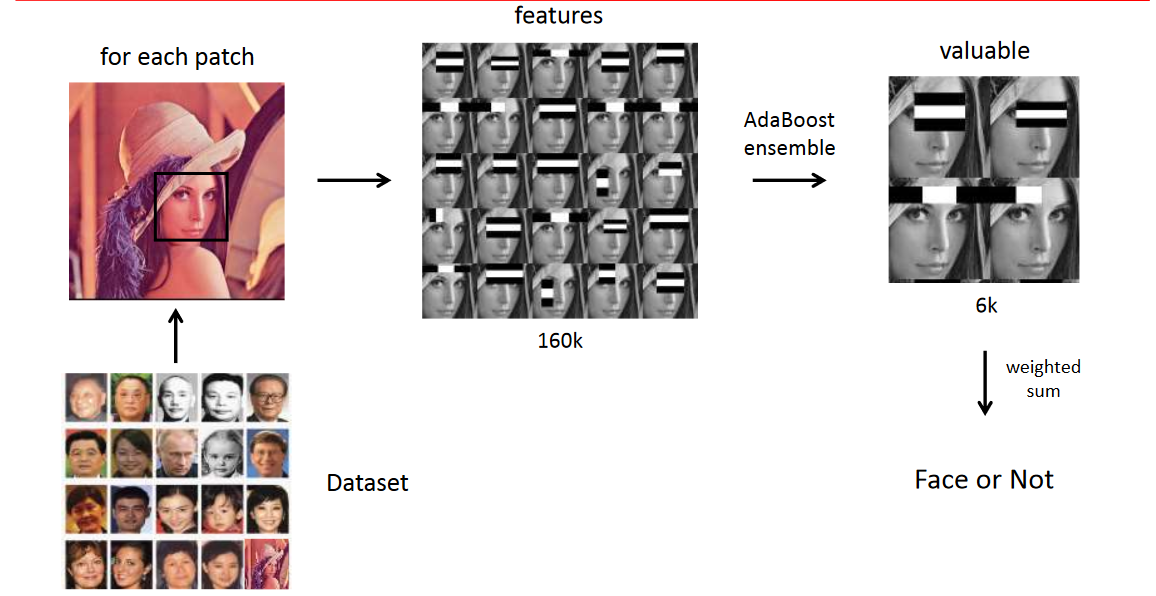 features
for each patch
valuable
AdaBoost
ensemble
160k
6k
weighted
sum
Dataset
Face or Not